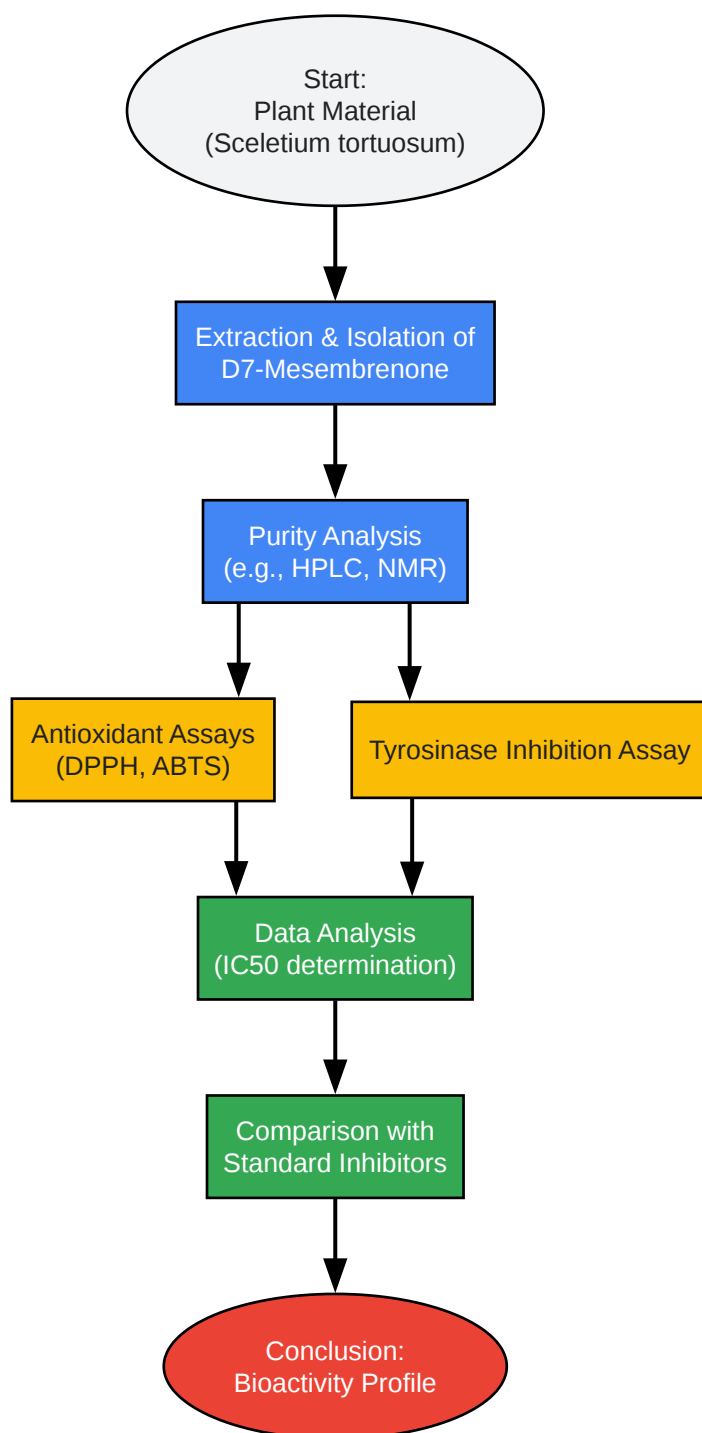 Start:
Plant Material
(Sceletium tortuosum)
Extraction & Isolation of
D7-Mesembrenone
Purity Analysis
(e.g., HPLC, NMR)
Antioxidant Assays
(DPPH, ABTS)
Tyrosinase Inhibition Assay
Data Analysis
(IC50 determination)
Comparison with
Standard Inhibitors
Conclusion:
Bioactivity Profile